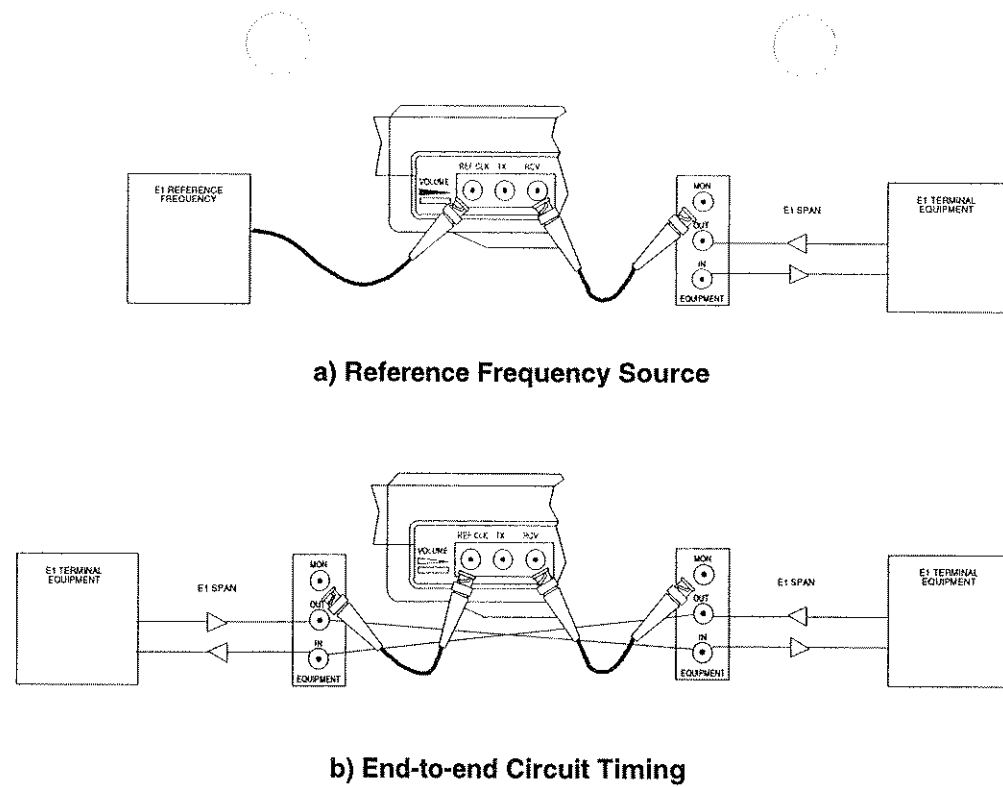 E1 REFERENCE
FREQUENCY
VOLUME
REF CLK TX RCV
MON
OUT
IN
EQUIPMENT
E1 SPAN
E1 TERMINAL
EQUIPMENT
a) Reference Frequency Source
E1 TERMINAL
EQUIPMENT
E1 SPAN
MON
OUT
IN
EQUIPMENT
VOLUME
REF CLK TX RCV
MON
OUT
IN
EQUIPMENT
E1 SPAN
E1 TERMINAL
EQUIPMENT
b) End-to-end Circuit Timing